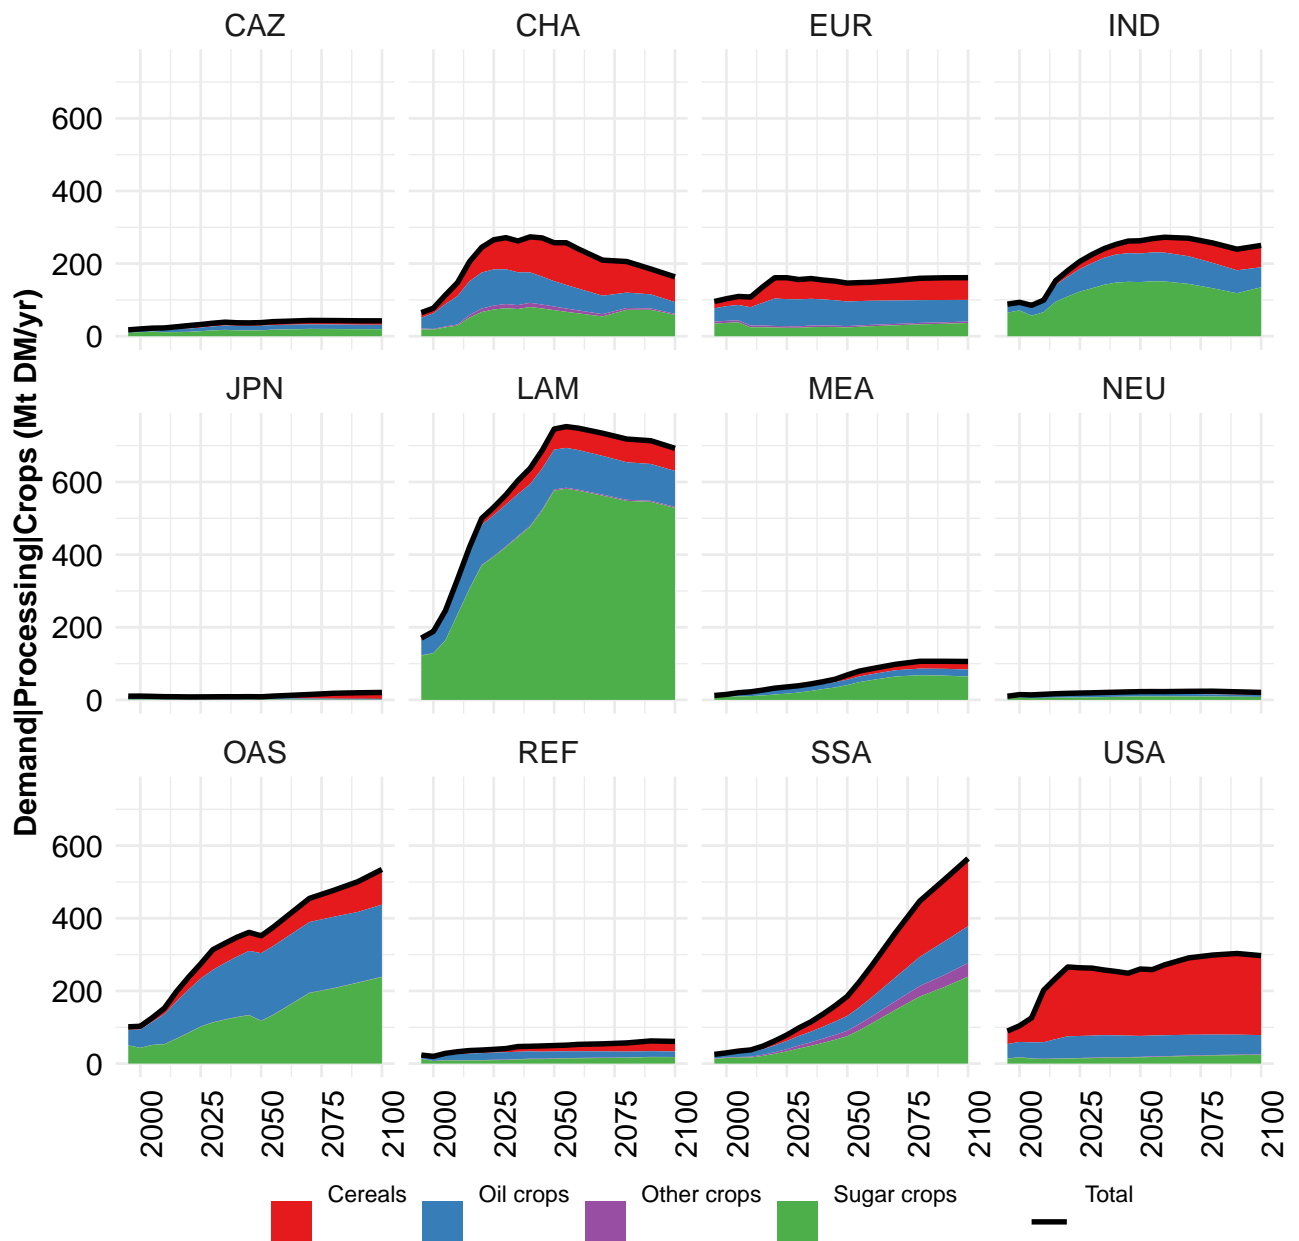 CAZ CHA EUR IND
600
400
200
0
JPN LAM MEA NEU
600
400
200
0
OAS REF SSA USA
600
400
200
0
Demand|Processing|Crops (Mt DM/yr)
2000 2025 2050 2075 2100 2000 2025 2050 2075 2100 2000 2025 2050 2075 2100 2000 2025 2050 2075 2100
Cereals Oil crops Other crops Sugar crops Total